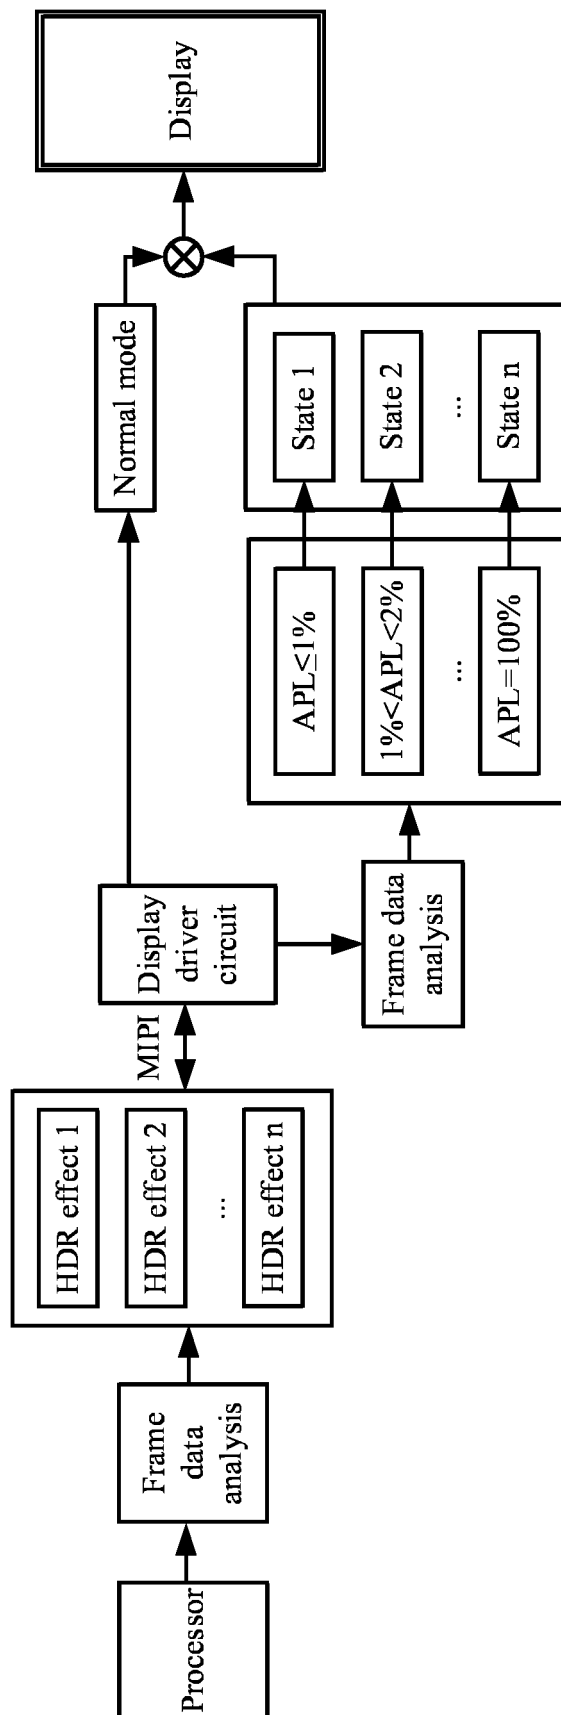 Processor
Frame
data
analysis
HDR effect 1
HDR effect 2
...
HDR effect n
MIPI
Display
driver
circuit
Normal mode
Frame data
analysis
APL≤1%
1%<APL<2%
...
APL=100%
State 1
State 2
...
State n
Display